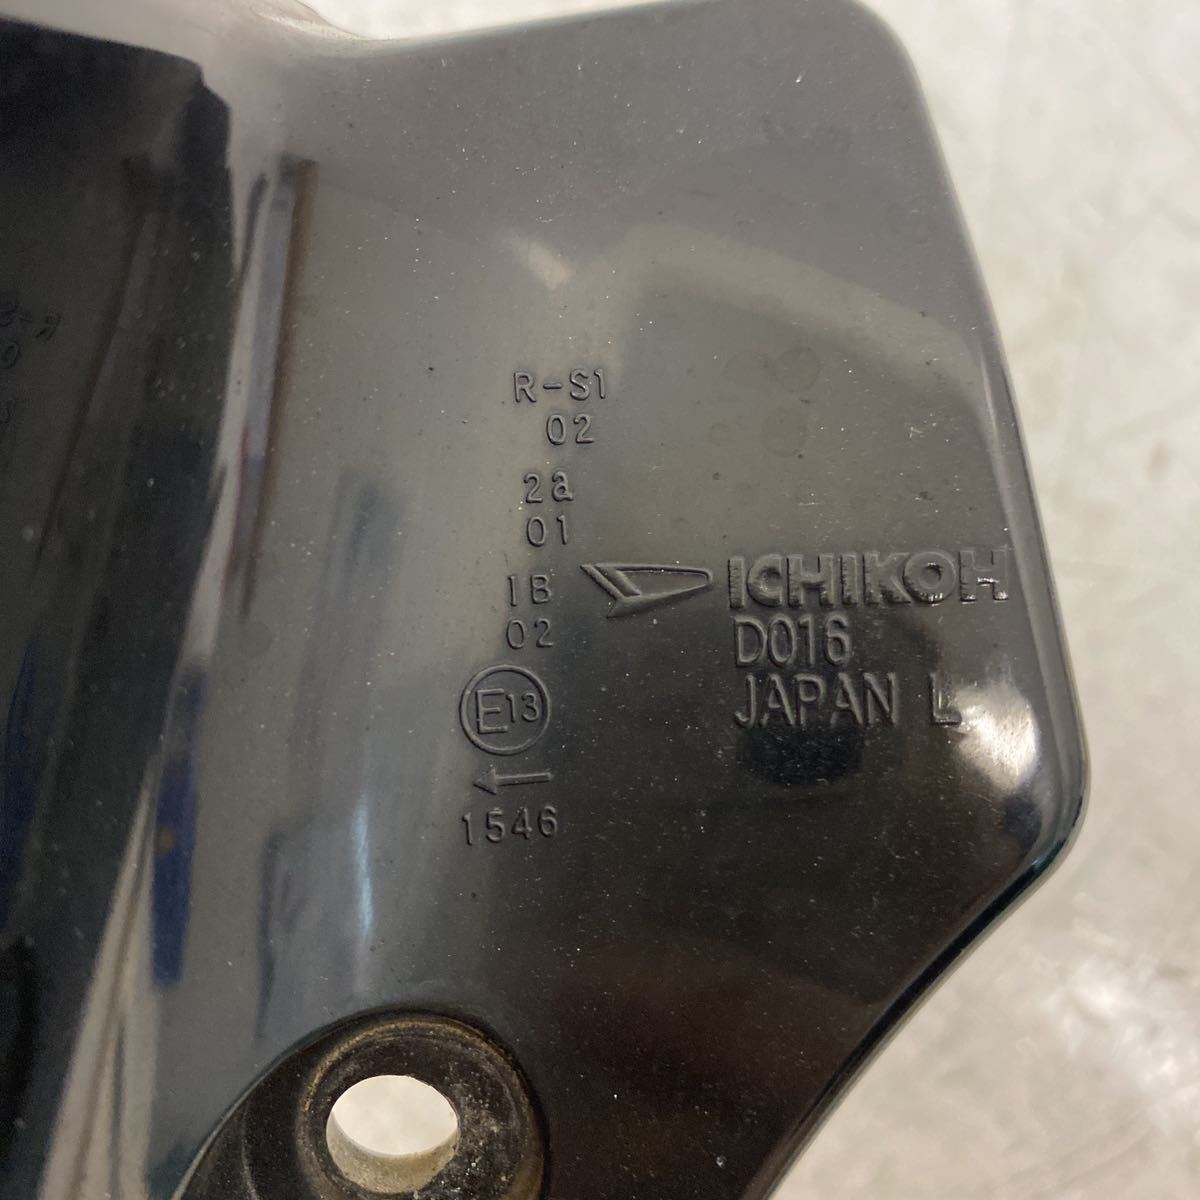 R-S1
02
2a
01
1B
02
E13
1546
ICHIKOH
D016
JAPAN L